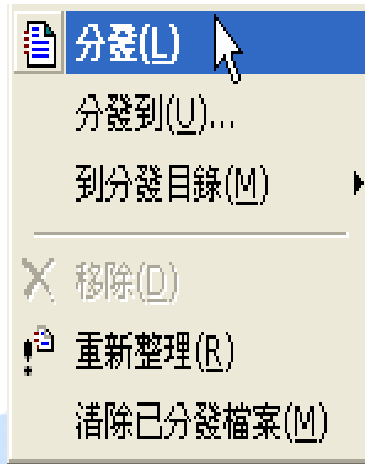 分發(L)
分發到(U)...
到分發目錄(M)
移除(D)
重新整理(R)
清除已分發檔案(M)